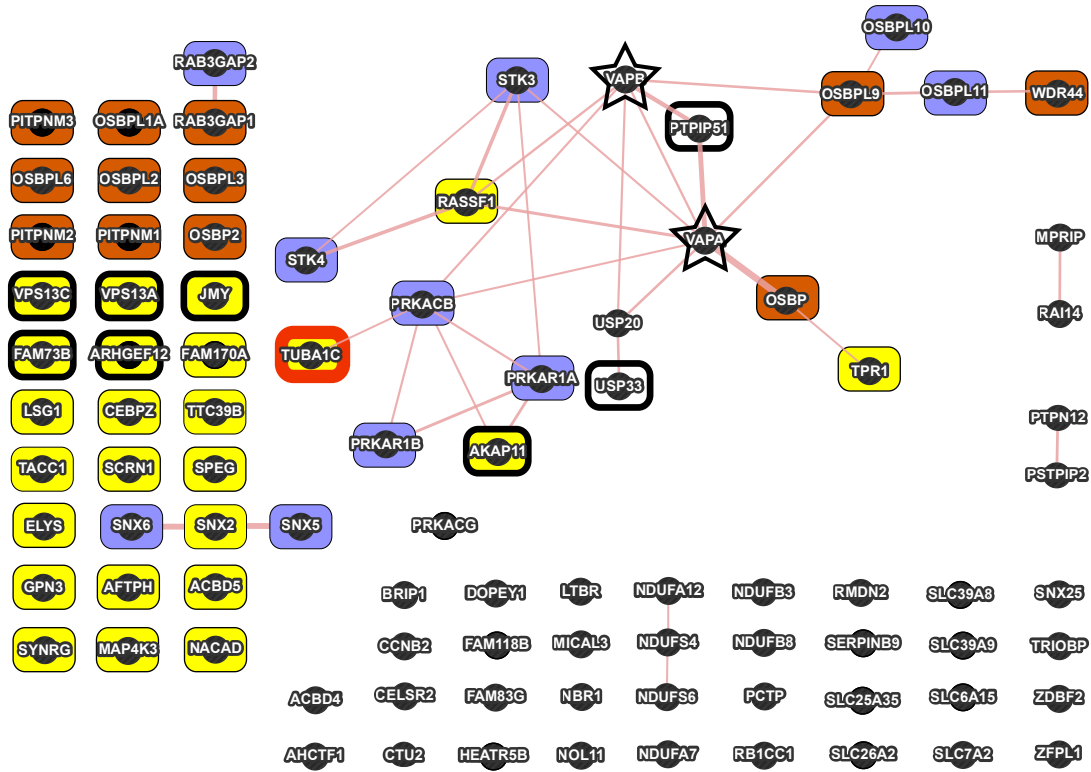 OSBPL10
RAB3GAP2
STK3
VAPB
OSBPL9
OSBPL11
WDR44
PITPNM3
OSBPL1A
RAB3GAP1
PTPIP51
OSBPL6
OSBPL2
OSBPL3
RASSF1
PITPNM2
PITPNM1
OSBP2
VAPA
MPRIP
STK4
VPS13C
VPS13A
JMY
PRKACB
OSBP
RAI14
USP20
FAM73B
ARHGEF12
FAM170A
TUBA1C
TPR1
PRKAR1A
USP33
LSG1
CEBPZ
TTC39B
PTPN12
PRKAR1B
AKAP11
TACC1
SCRN1
SPEG
PSTPIP2
ELYS
SNX6
SNX2
SNX5
PRKACG
GPN3
AFTPH
ACBD5
BRIP1
DOPEY1
LTBR
NDUFA12
NDUFB3
RMDN2
SLC39A8
SNX25
SYNRG
MAP4K3
NACAD
CCNB2
FAM118B
MICAL3
NDUFS4
NDUFB8
SERPINB9
SLC39A9
TRIOBP
ACBD4
CELSR2
FAM83G
NBR1
NDUFS6
PCTP
SLC25A35
SLC6A15
ZDBF2
AHCTF1
CTU2
HEATR5B
NOL11
NDUFA7
RB1CC1
SLC26A2
SLC7A2
ZFPL1